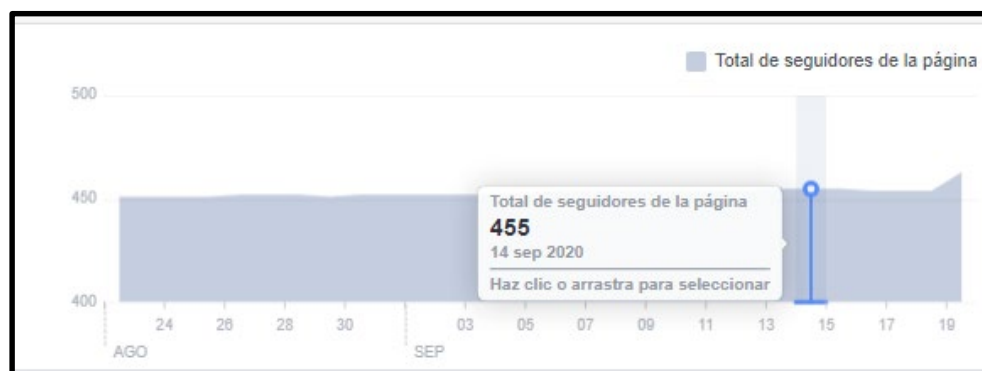 Total de seguidores de la página
500
450
400
Total de seguidores de la página
455
14 sep 2020
Haz clic o arrastra para seleccionar
24 26 28 30 03 05 07 09 11 13 15 17 19
AGO SEP